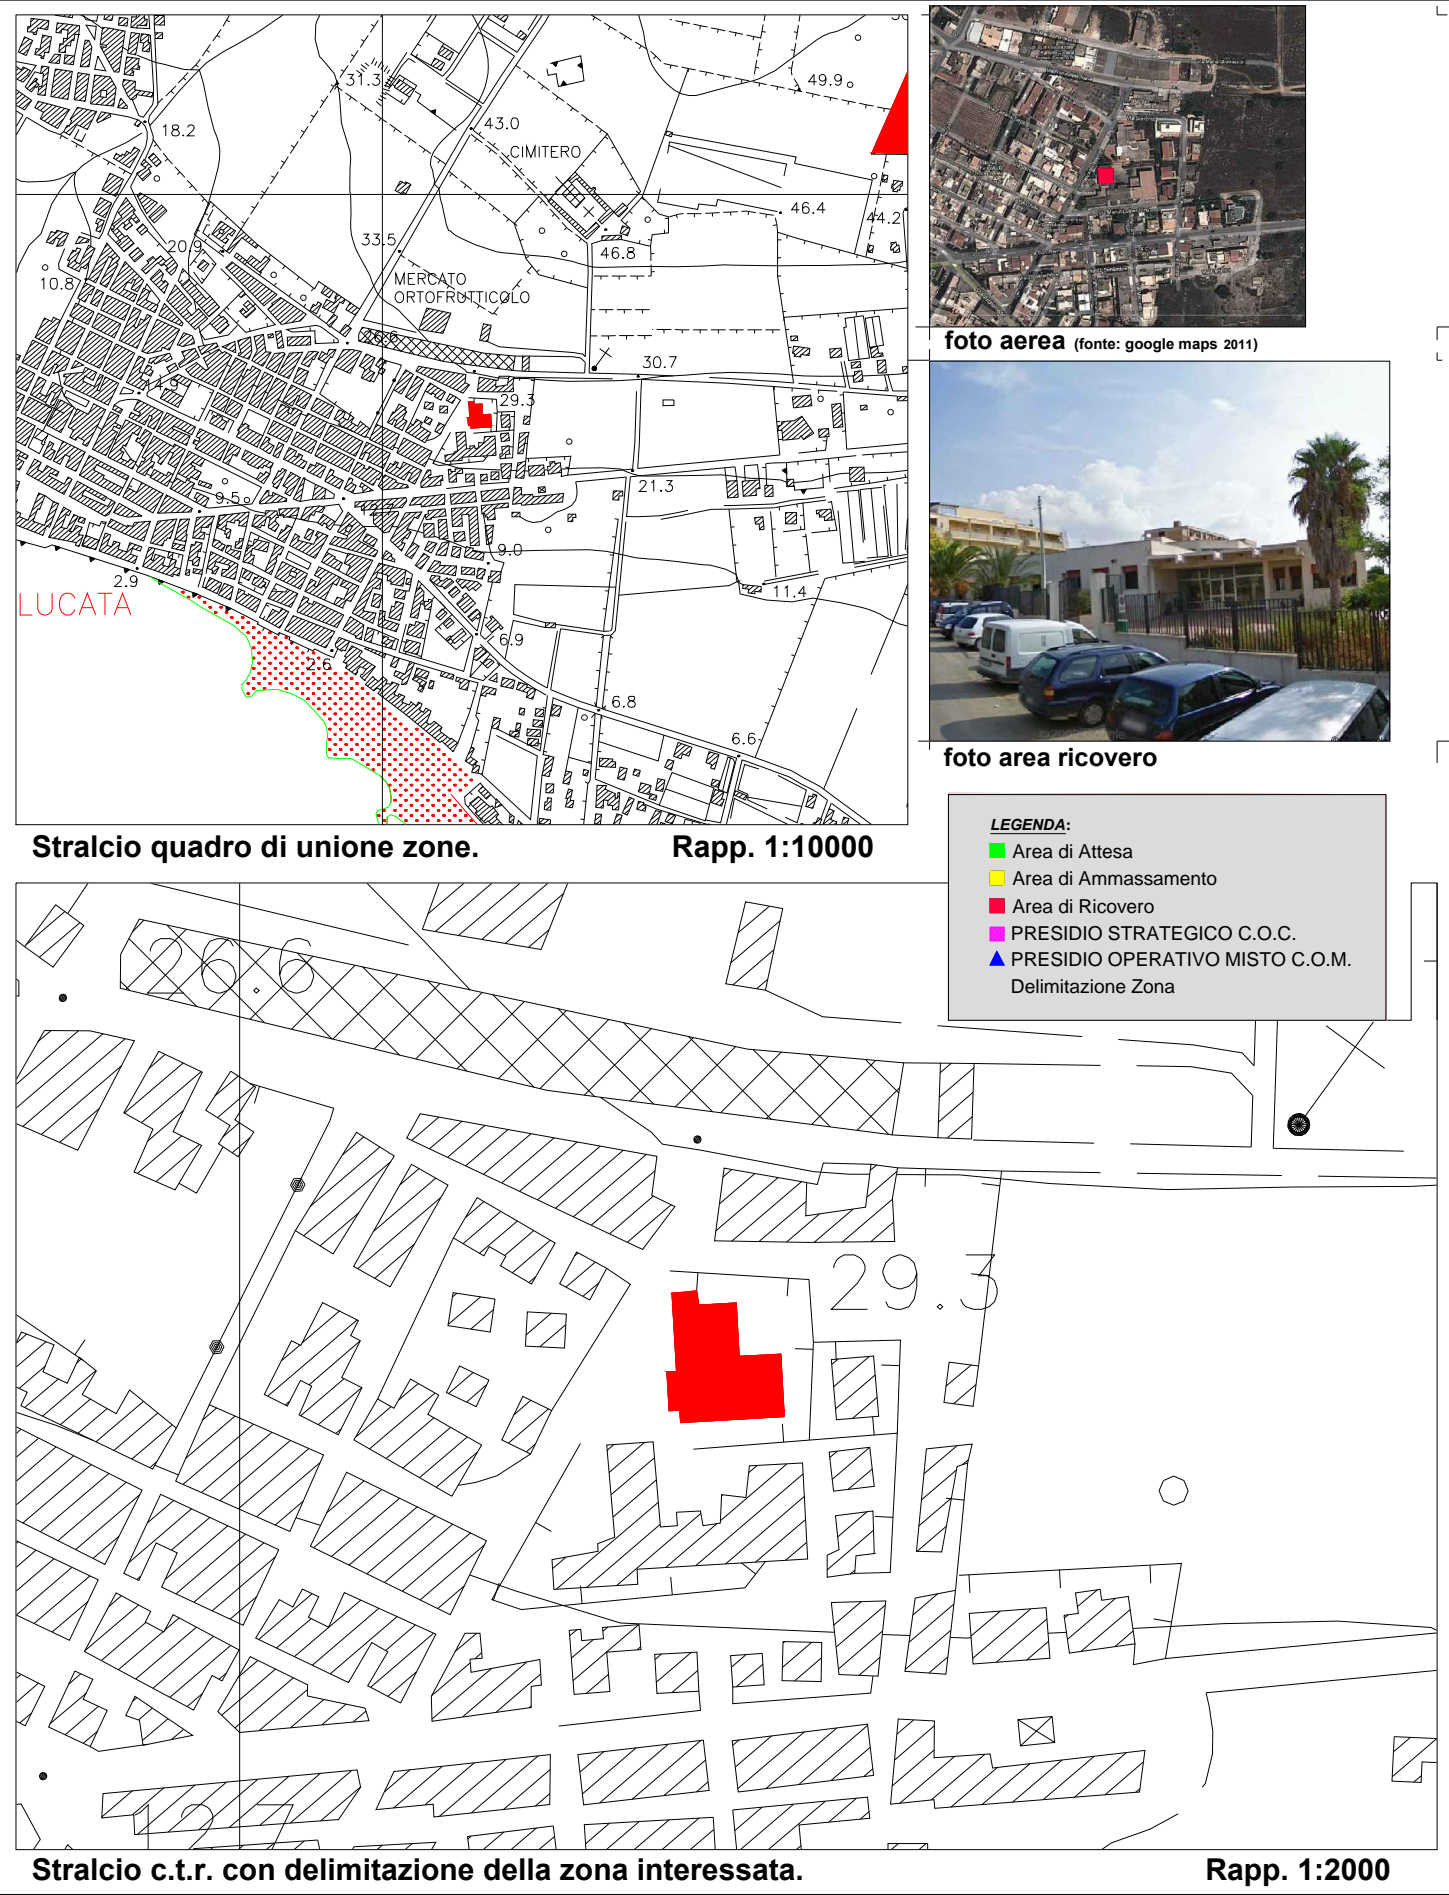 31.3
49.9
18.2
43.0
CIMITERO
46.4
44.2
20.9
33.5
46.8
10.8
MERCATO
ORTOFRUTTICOLO
26.6
30.7
14.9
29.3
9.5
21.3
9.0
2.9
11.4
LUCATA
6.9
2.6
6.8
6.6
Stralcio quadro di unione zone. Rapp. 1:10000
foto aerea (fonte: google maps 2011)
foto area ricovero
LEGENDA:
Area di Attesa
Area di Ammassamento
Area di Ricovero
PRESIDIO STRATEGICO C.O.C.
PRESIDIO OPERATIVO MISTO C.O.M.
Delimitazione Zona
26.6
29.3
Stralcio c.t.r. con delimitazione della zona interessata. Rapp. 1:2000